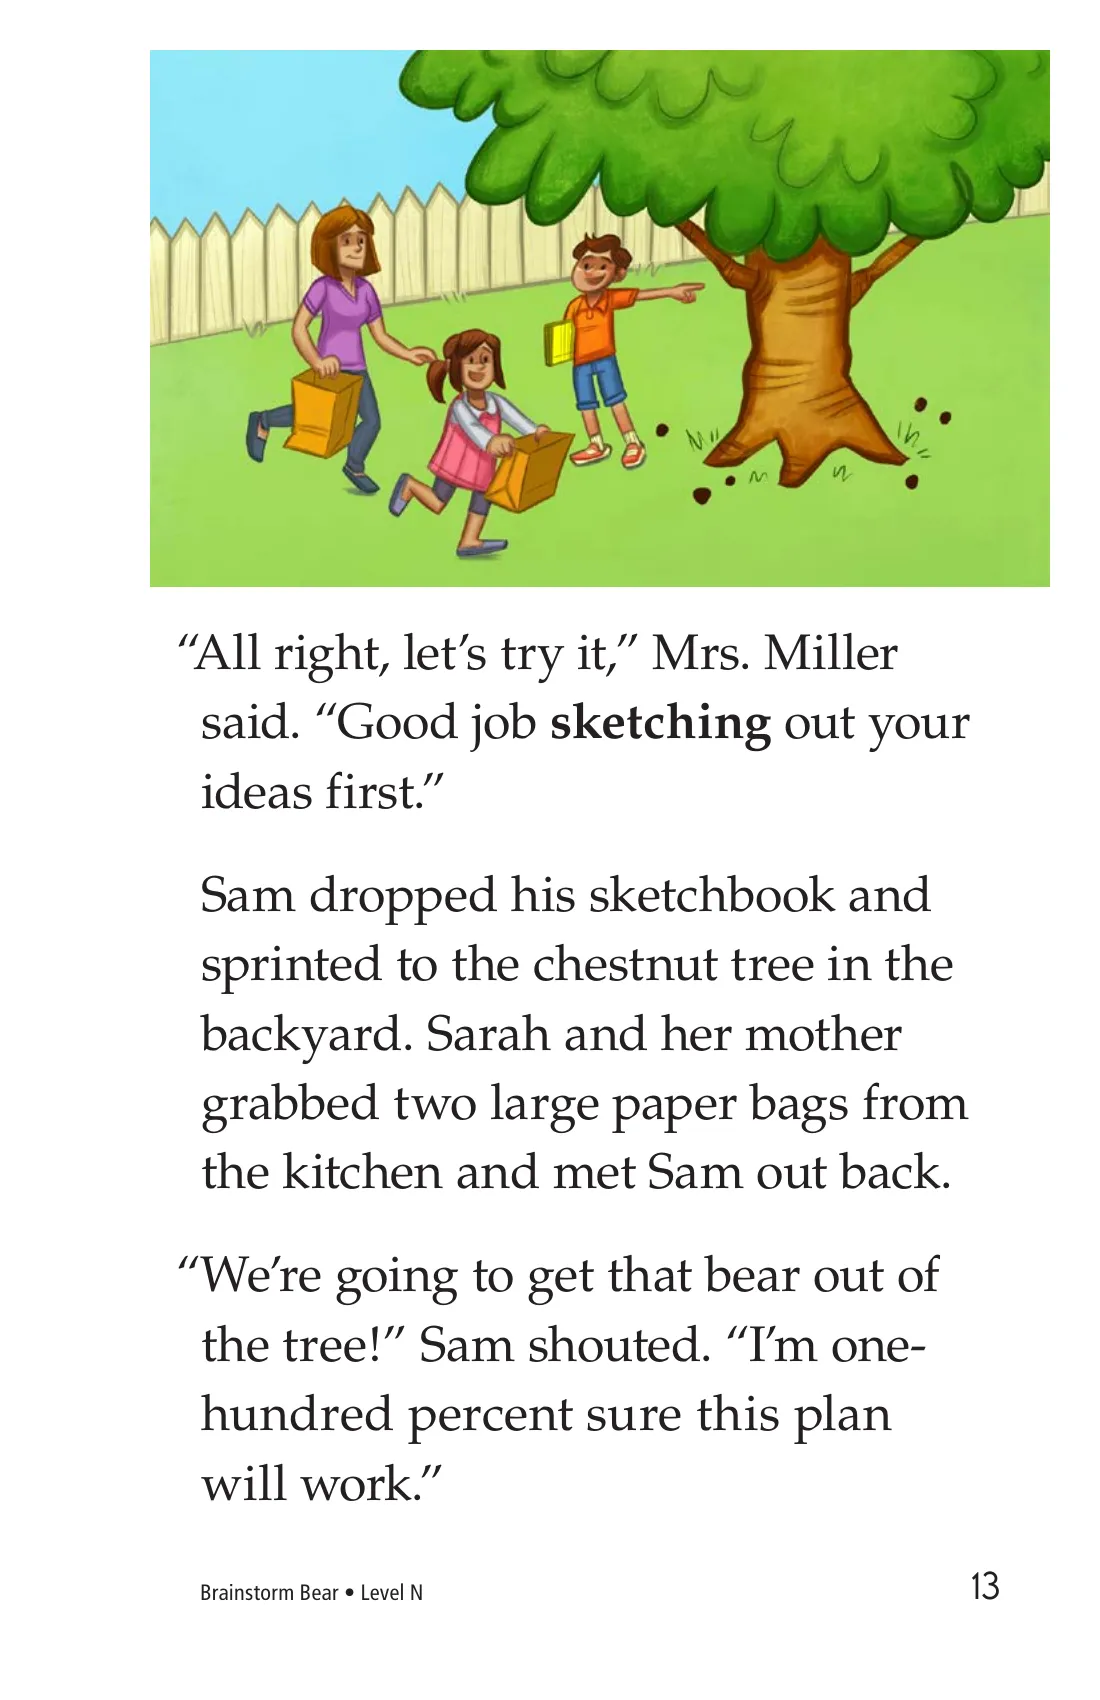 “All right, let’s try it,” Mrs. Miller
said. “Good job sketching out your
ideas first.”
Sam dropped his sketchbook and
sprinted to the chestnut tree in the
backyard. Sarah and her mother
grabbed two large paper bags from
the kitchen and met Sam out back.
“We’re going to get that bear out of
the tree!” Sam shouted. “I’m one-
hundred percent sure this plan
will work.”
Brainstorm Bear • Level N
13